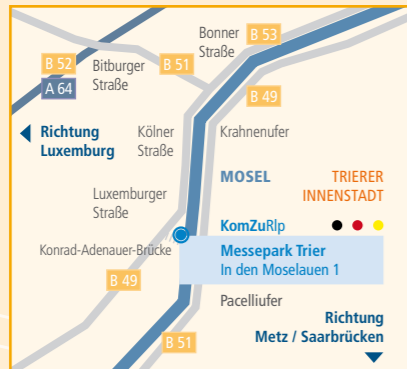 Bonner
Straße
B 53
B 52
Bitburger
Straße
B 51
A 64
B 49
Richtung
Luxemburg
Kölner
Straße
Krahnenufer
MOSEL
TRIERER
INNENSTADT
Luxemburger
Straße
KomZuRlp
Konrad-Adenauer-Brücke
Messepark Trier
In den Moselauen 1
B 49
Pacelliufer
Richtung
Metz / Saarbrücken
B 51